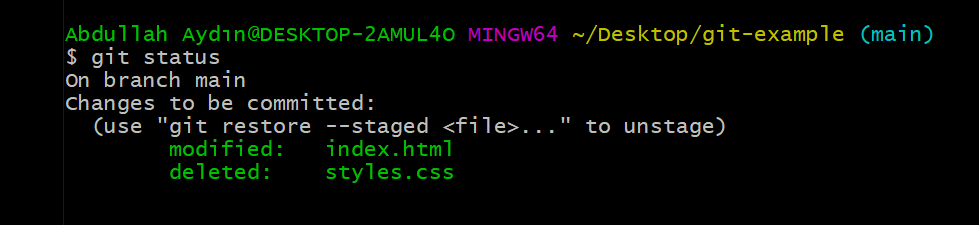 Abdullah Aydın@DESKTOP-2AMUL4O MINGW64 ~/Desktop/git-example (main)
$ git status
On branch main
Changes to be committed:
  (use "git restore --staged <file>..." to unstage)
        modified:   index.html
        deleted:    styles.css